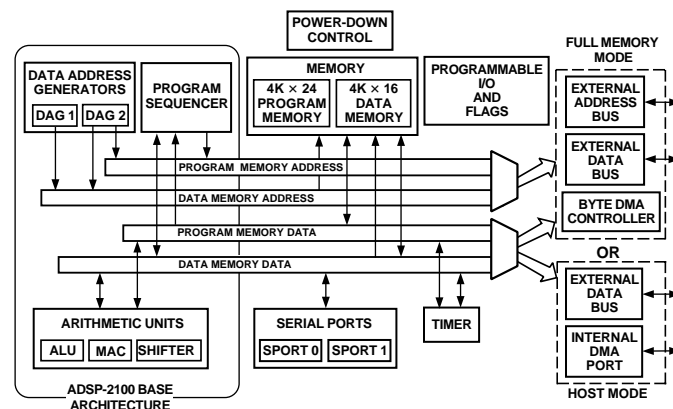 POWER-DOWN
CONTROL
FULL MEMORY
MODE
DATA ADDRESS
GENERATORS
DAG 1
DAG 2
PROGRAM
SEQUENCER
MEMORY
4K × 24
PROGRAM
MEMORY
4K × 16
DATA
MEMORY
PROGRAMMABLE
I/O
AND
FLAGS
EXTERNAL
ADDRESS
BUS
EXTERNAL
DATA
BUS
BYTE DMA
CONTROLLER
PROGRAM MEMORY ADDRESS
DATA MEMORY ADDRESS
PROGRAM MEMORY DATA
DATA MEMORY DATA
OR
EXTERNAL
DATA
BUS
INTERNAL
DMA
PORT
HOST MODE
ARITHMETIC UNITS
ALU
MAC
SHIFTER
SERIAL PORTS
SPORT 0
SPORT 1
TIMER
ADSP-2100 BASE
ARCHITECTURE